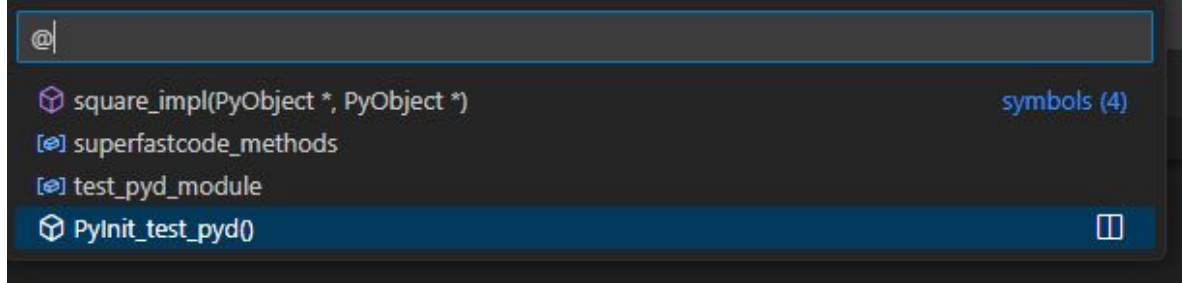 @
square_impl(PyObject *, PyObject *) symbols (4)
superfastcode_methods
test_pyd_module
PyInit_test_pyd()